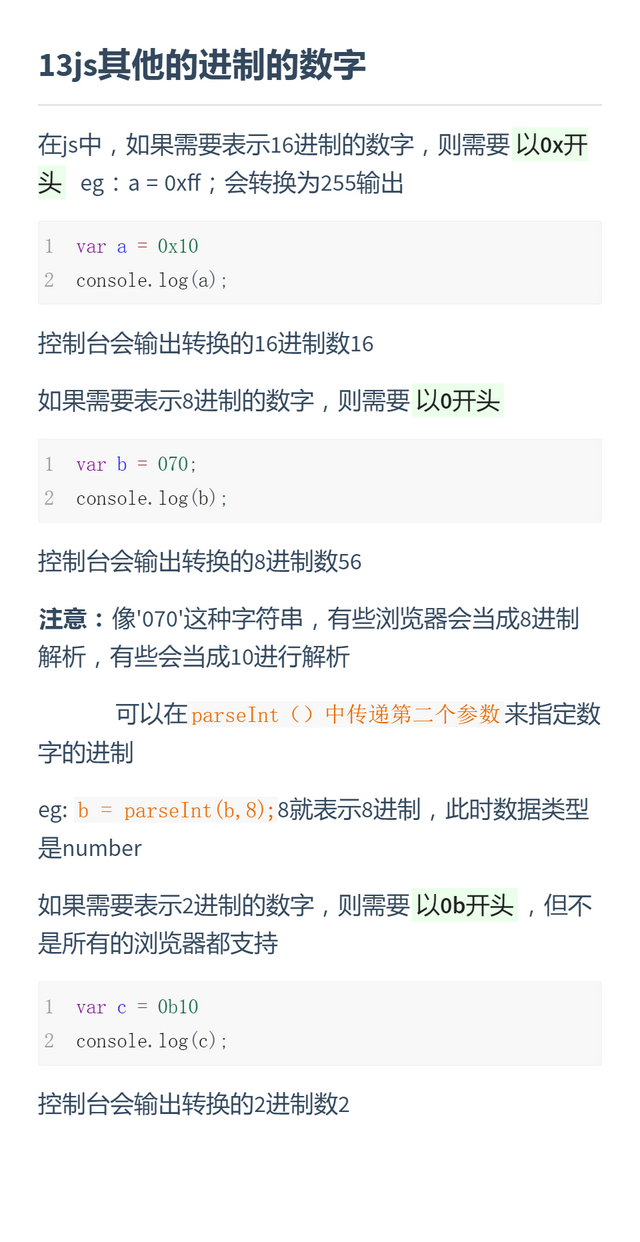 13js其他的进制的数字
在js中，如果需要表示16进制的数字，则需要 以0x开
头 eg：a = 0xff；会转换为255输出
1 var a = 0x10
2 console.log(a);
控制台会输出转换的16进制数16
如果需要表示8进制的数字，则需要 以0开头
1 var b = 070;
2 console.log(b);
控制台会输出转换的8进制数56
注意：像'070'这种字符串，有些浏览器会当成8进制
解析，有些会当成10进行解析
可以在 parseInt（）中传递第二个参数 来指定数
字的进制
eg: b = parseInt(b,8);8就表示8进制，此时数据类型
是number
如果需要表示2进制的数字，则需要 以0b开头 ，但不
是所有的浏览器都支持
1 var c = 0b10
2 console.log(c);
控制台会输出转换的2进制数2